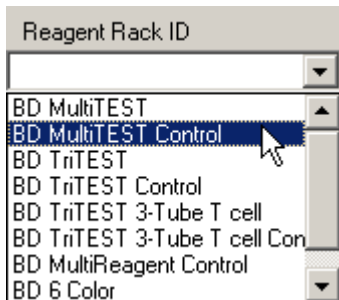 Reagent Rack ID
BD MultiTEST
BD MultiTEST Control
BD TriTEST
BD TriTEST Control
BD TriTEST 3-Tube T cell
BD TriTEST 3-Tube T cell Con
BD MultiReagent Control
BD 6 Color